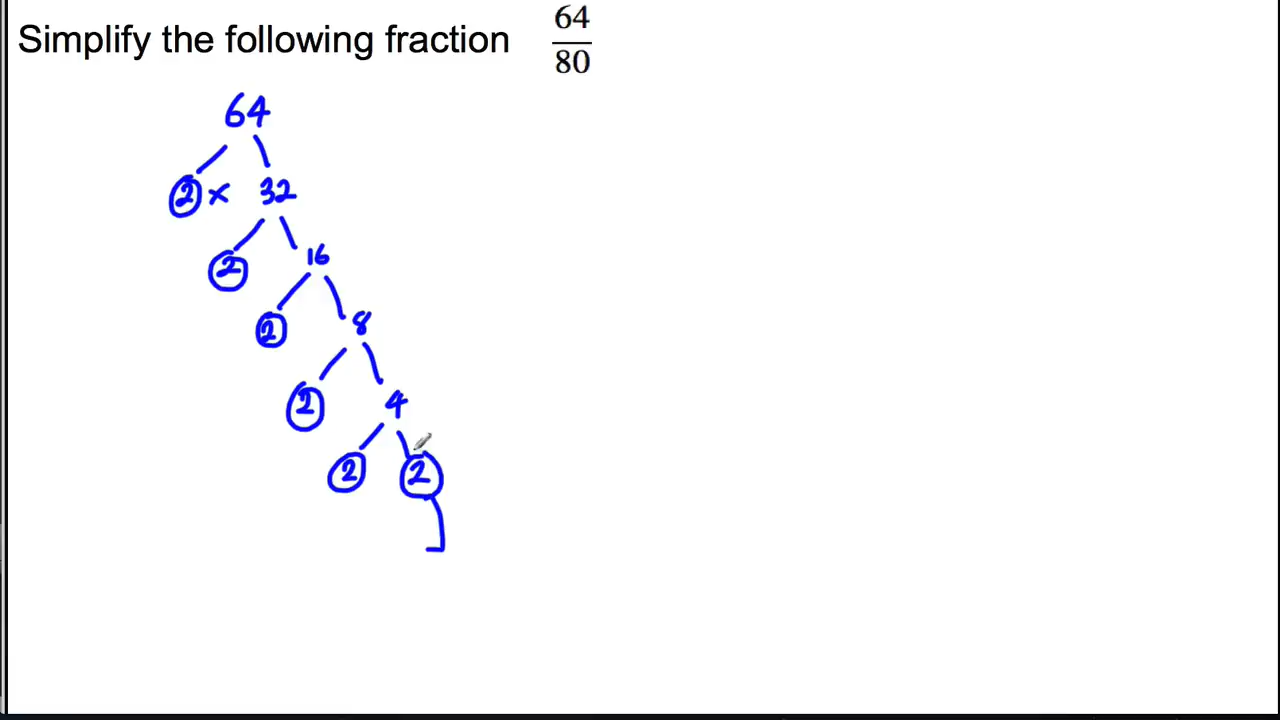 Simplify the following fraction 64/80
64
2 × 32
2 16
2 8
2 4
2 2